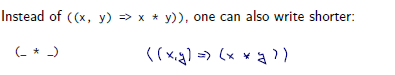 Instead of ((x, y) => x * y)), one can also write shorter:
(_ * _) ((x,y) => (x * y))